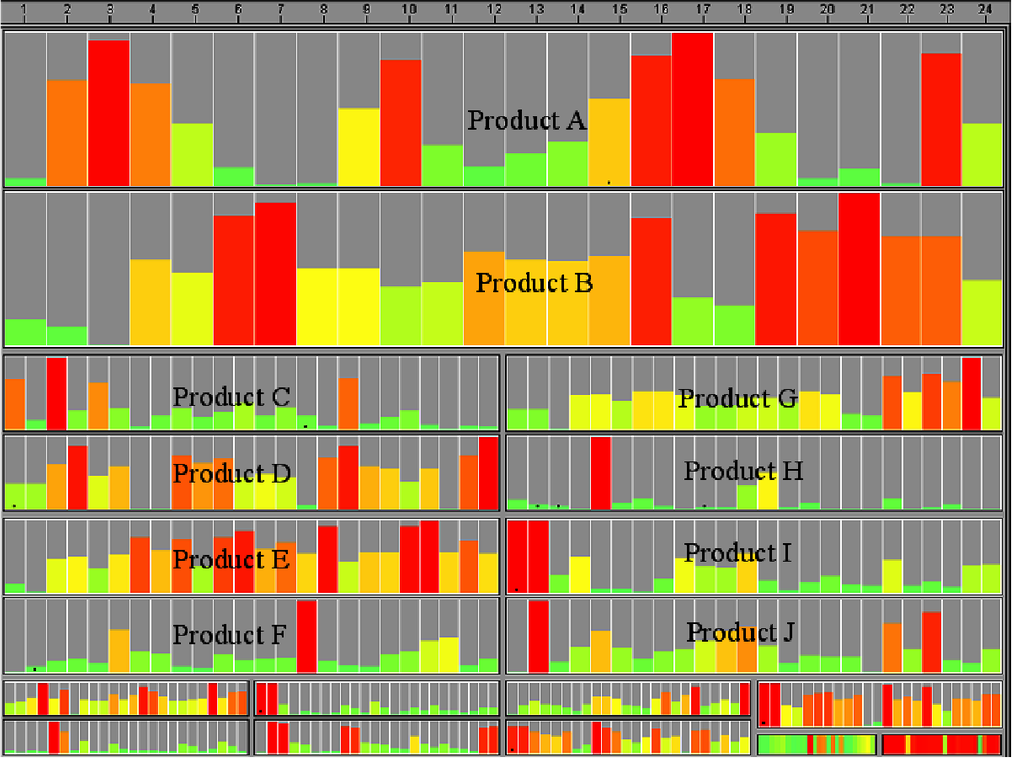 1 2 3 4 5 6 7 8 9 10 11 12 13 14 15 16 17 18 19 20 21 22 23 24
Product A
Product B
Product C
Product G
Product D
Product H
Product E
Product I
Product F
Product J